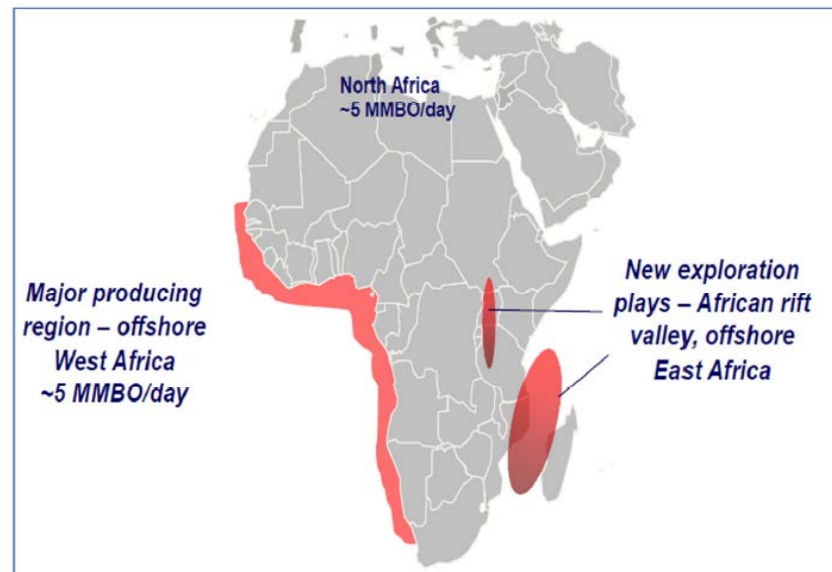 North Africa
~5 MMBO/day
Major producing
region – offshore
West Africa
~5 MMBO/day
New exploration
plays – African rift
valley, offshore
East Africa